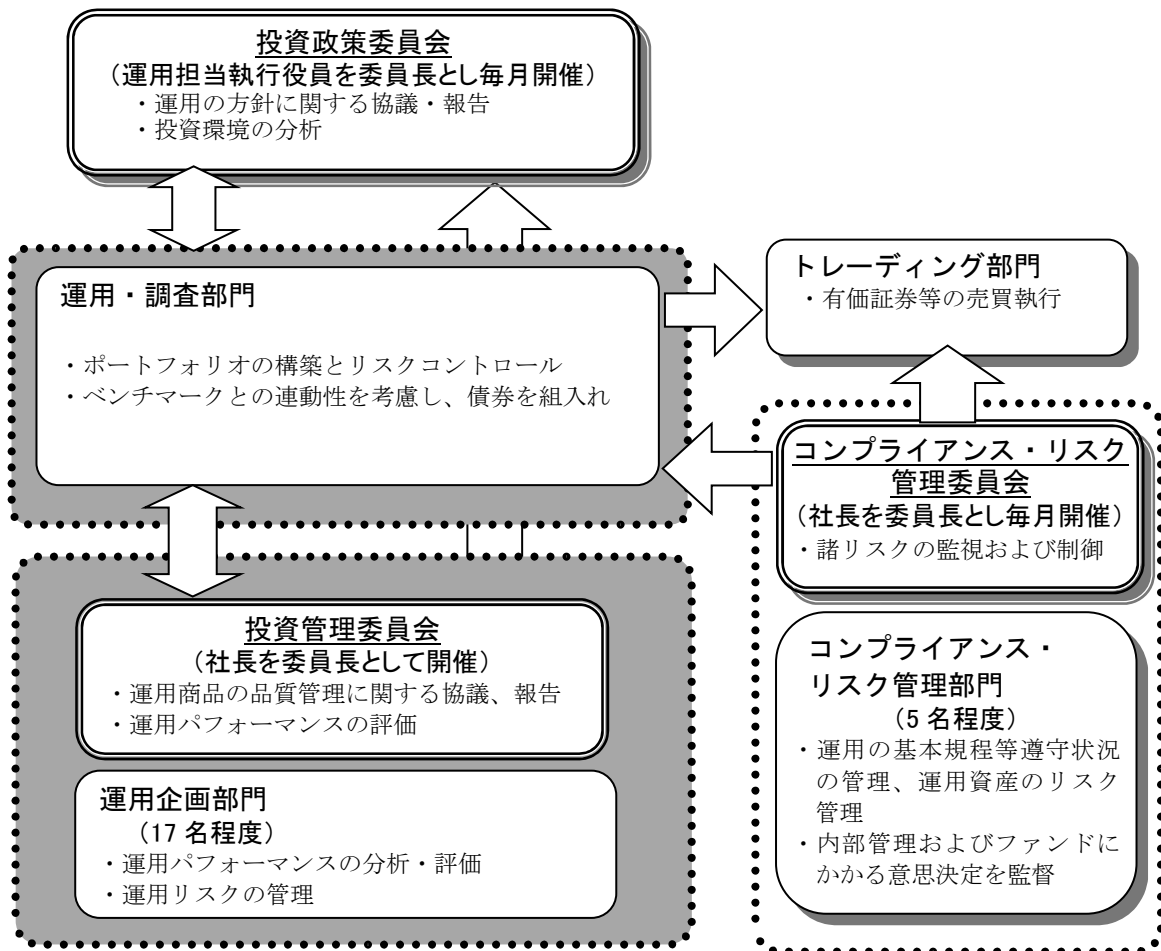 投資政策委員会
（運用担当執行役員を委員長とし毎月開催）
・運用の方針に関する協議・報告
・投資環境の分析
運用・調査部門
・ポートフォリオの構築とリスクコントロール
・ベンチマークとの連動性を考慮し、債券を組入れ
トレーディング部門
・有価証券等の売買執行
コンプライアンス・リスク
管理委員会
（社長を委員長とし毎月開催）
・諸リスクの監視および制御
投資管理委員会
（社長を委員長として開催）
・運用商品の品質管理に関する協議、報告
・運用パフォーマンスの評価
運用企画部門
（17 名程度）
・運用パフォーマンスの分析・評価
・運用リスクの管理
コンプライアンス・
リスク管理部門
（5 名程度）
・運用の基本規程等遵守状況
の管理、運用資産のリスク
管理
・内部管理およびファンドに
かかる意思決定を監督